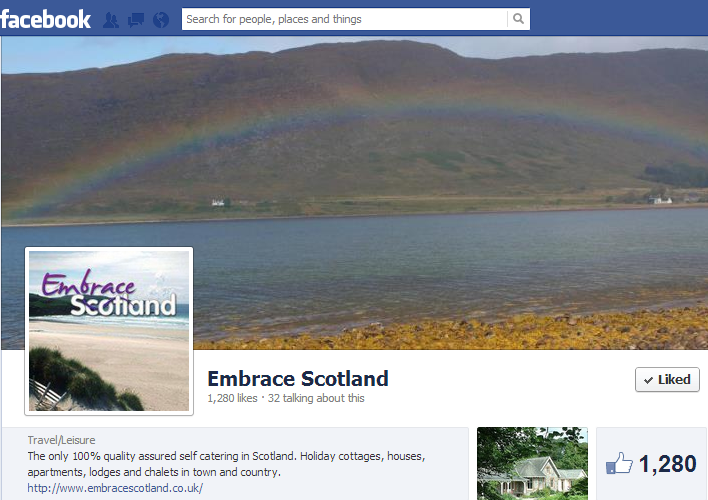 facebook
Search for people, places and things
Embrace
Scotland
Embrace Scotland
1,280 likes · 32 talking about this
Liked
Travel/Leisure
The only 100% quality assured self catering in Scotland. Holiday cottages, houses,
apartments, lodges and chalets in town and country.
http://www.embracescotland.co.uk/
1,280